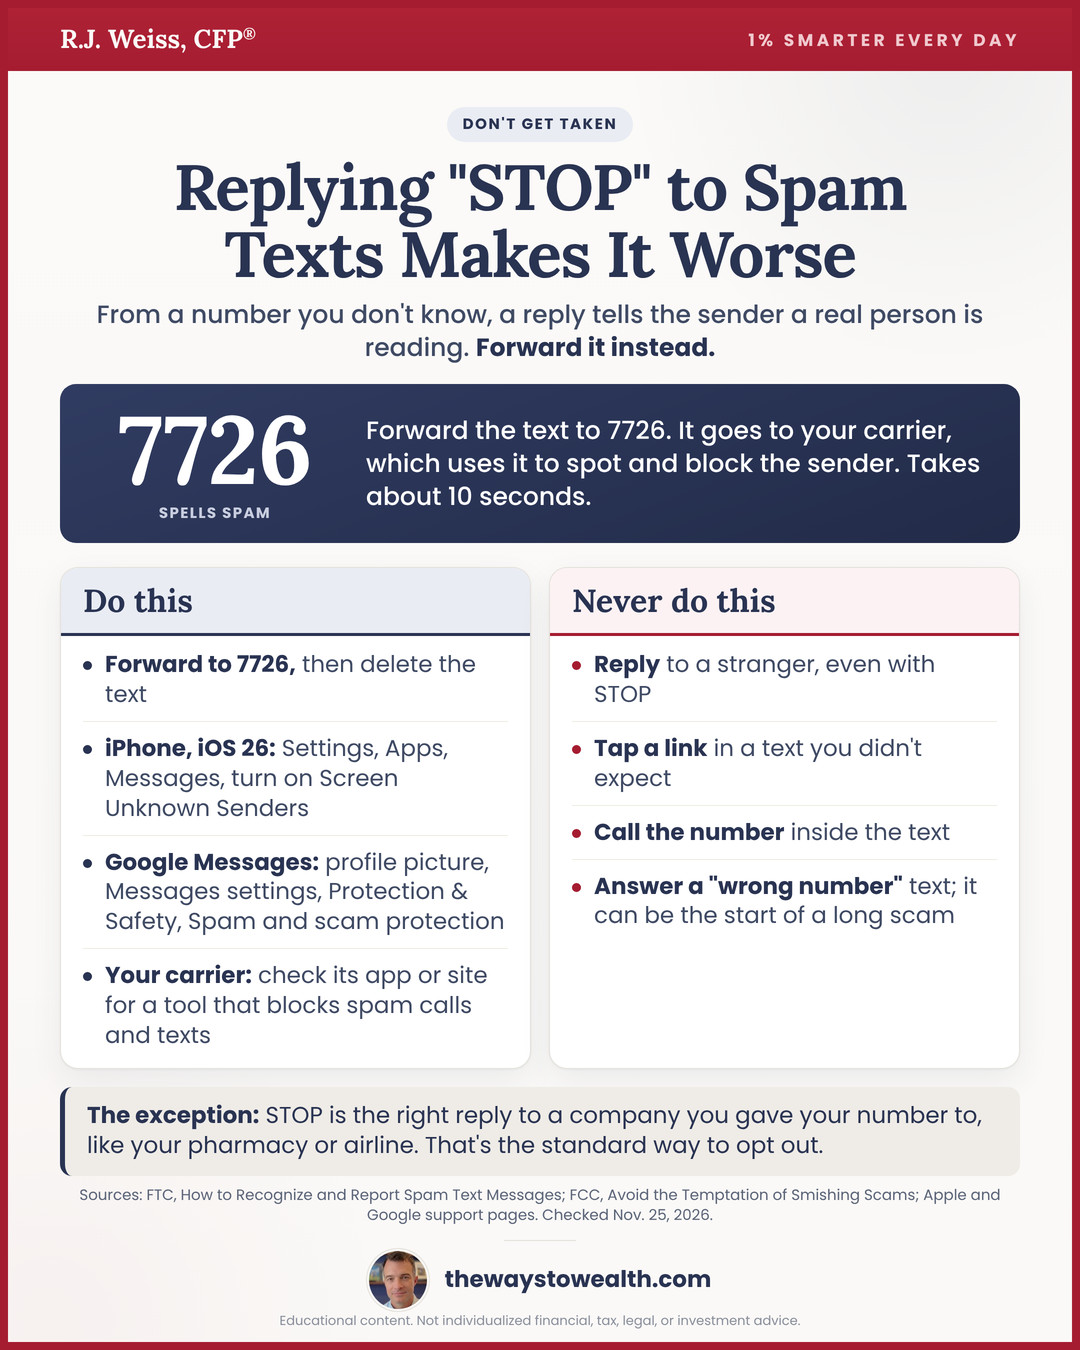 R.J. Weiss, CFP®
1% SMARTER EVERY DAY
DON'T GET TAKEN
Replying "STOP" to Spam
Texts Makes It Worse
From a number you don't know, a reply tells the sender a real person is
reading. Forward it instead.
7726
SPELLS SPAM
Forward the text to 7726. It goes to your carrier,
which uses it to spot and block the sender. Takes
about 10 seconds.
Do this
• Forward to 7726, then delete the
text
• iPhone, iOS 26: Settings, Apps,
Messages, turn on Screen
Unknown Senders
• Google Messages: profile picture,
Messages settings, Protection &
Safety, Spam and scam protection
• Your carrier: check its app or site
for a tool that blocks spam calls
and texts
Never do this
• Reply to a stranger, even with
STOP
• Tap a link in a text you didn't
expect
• Call the number inside the text
• Answer a "wrong number" text; it
can be the start of a long scam
The exception: STOP is the right reply to a company you gave your number to,
like your pharmacy or airline. That's the standard way to opt out.
Sources: FTC, How to Recognize and Report Spam Text Messages; FCC, Avoid the Temptation of Smishing Scams; Apple and
Google support pages. Checked Nov. 25, 2026.
thewaystowealth.com
Educational content. Not individualized financial, tax, legal, or investment advice.